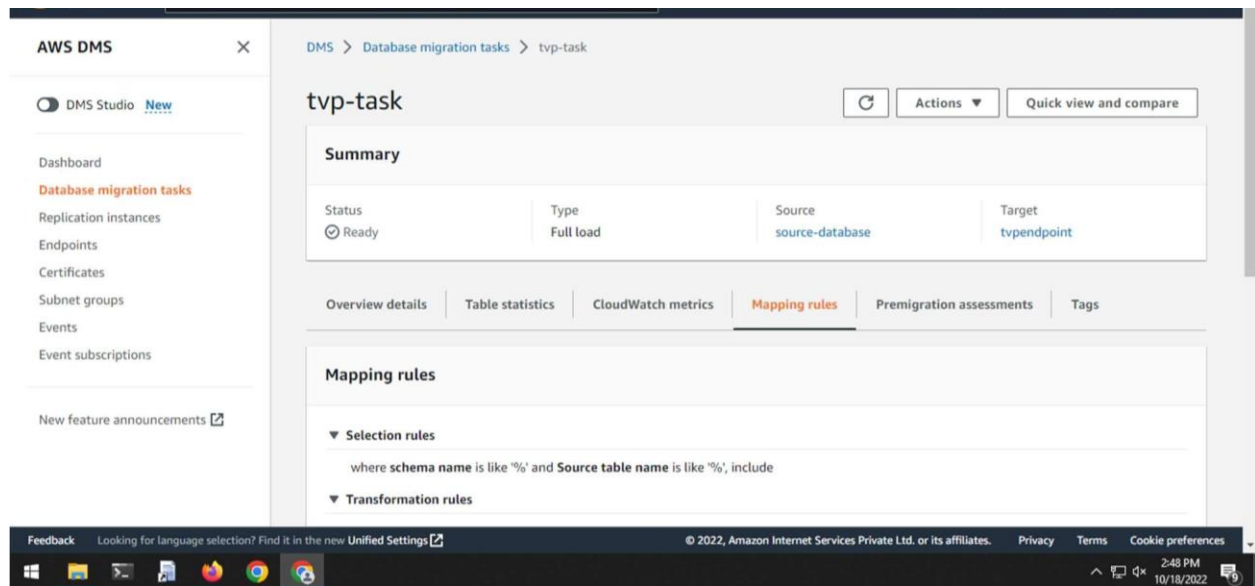 AWS DMS
DMS Studio New
Dashboard
Database migration tasks
Replication instances
Endpoints
Certificates
Subnet groups
Events
Event subscriptions
New feature announcements
DMS > Database migration tasks > tvp-task
tvp-task
Actions ▼ Quick view and compare
Summary
Status Type Source Target
Ready Full load source-database tvpendpoint
Overview details Table statistics CloudWatch metrics Mapping rules Premigration assessments Tags
Mapping rules
▼ Selection rules
where schema name is like '%' and Source table name is like '%', include
▼ Transformation rules
Feedback Looking for language selection? Find it in the new Unified Settings © 2022, Amazon Internet Services Private Ltd. or its affiliates. Privacy Terms Cookie preferences
2:48 PM
10/18/2022